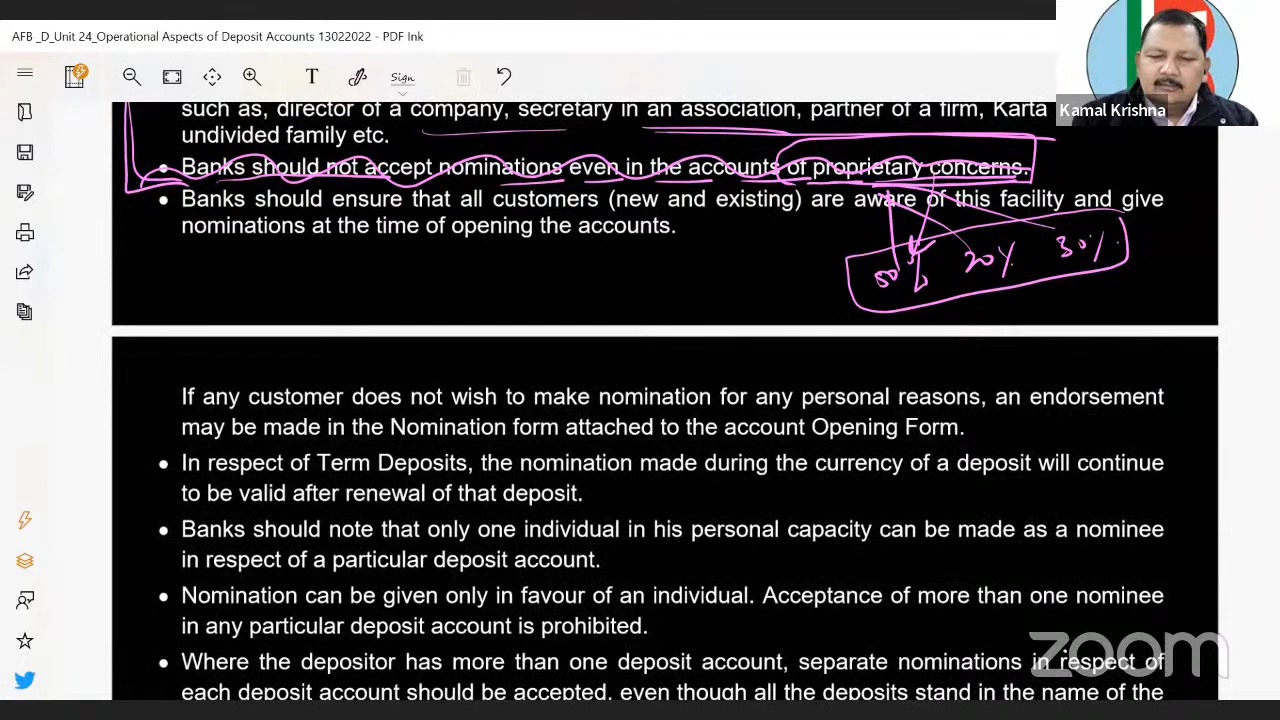 AFB _D_Unit 24_Operational Aspects of Deposit Accounts 13022022 - PDF Ink
T
Sign
Kamal Krishna
such as, director of a company, secretary in an association, partner of a firm, Karta
undivided family etc.
• Banks should not accept nominations even in the accounts of proprietary concerns.
• Banks should ensure that all customers (new and existing) are aware of this facility and give
nominations at the time of opening the accounts.
50% 20% 30%
If any customer does not wish to make nomination for any personal reasons, an endorsement
may be made in the Nomination form attached to the account Opening Form.
• In respect of Term Deposits, the nomination made during the currency of a deposit will continue
to be valid after renewal of that deposit.
• Banks should note that only one individual in his personal capacity can be made as a nominee
in respect of a particular deposit account.
• Nomination can be given only in favour of an individual. Acceptance of more than one nominee
in any particular deposit account is prohibited.
• Where the depositor has more than one deposit account, separate nominations in respect of
each deposit account should be accepted, even though all the deposits stand in the name of the
zoom